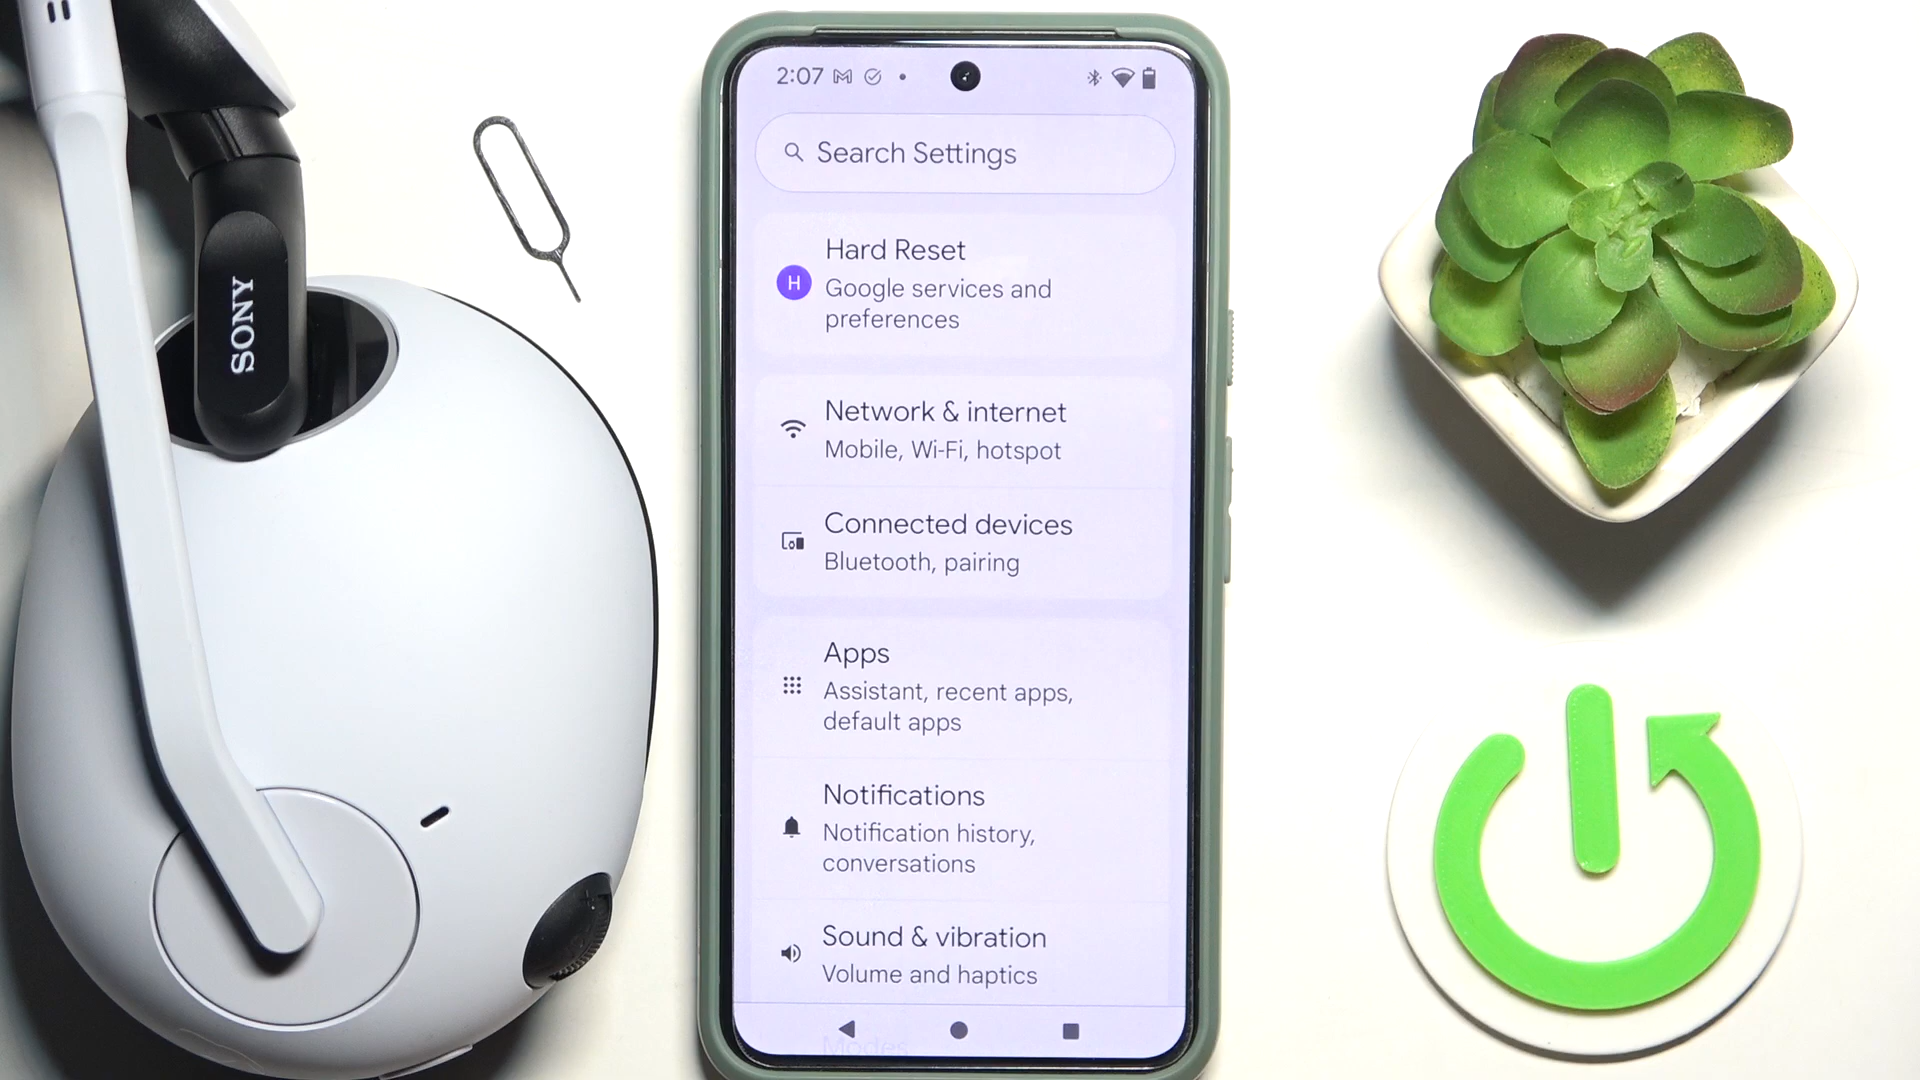 SONY
2:07
Search Settings
Hard Reset
H
Google services and
preferences
Network & internet
Mobile, Wi-Fi, hotspot
Connected devices
Bluetooth, pairing
Apps
Assistant, recent apps,
default apps
Notifications
Notification history,
conversations
Sound & vibration
Volume and haptics
Modes